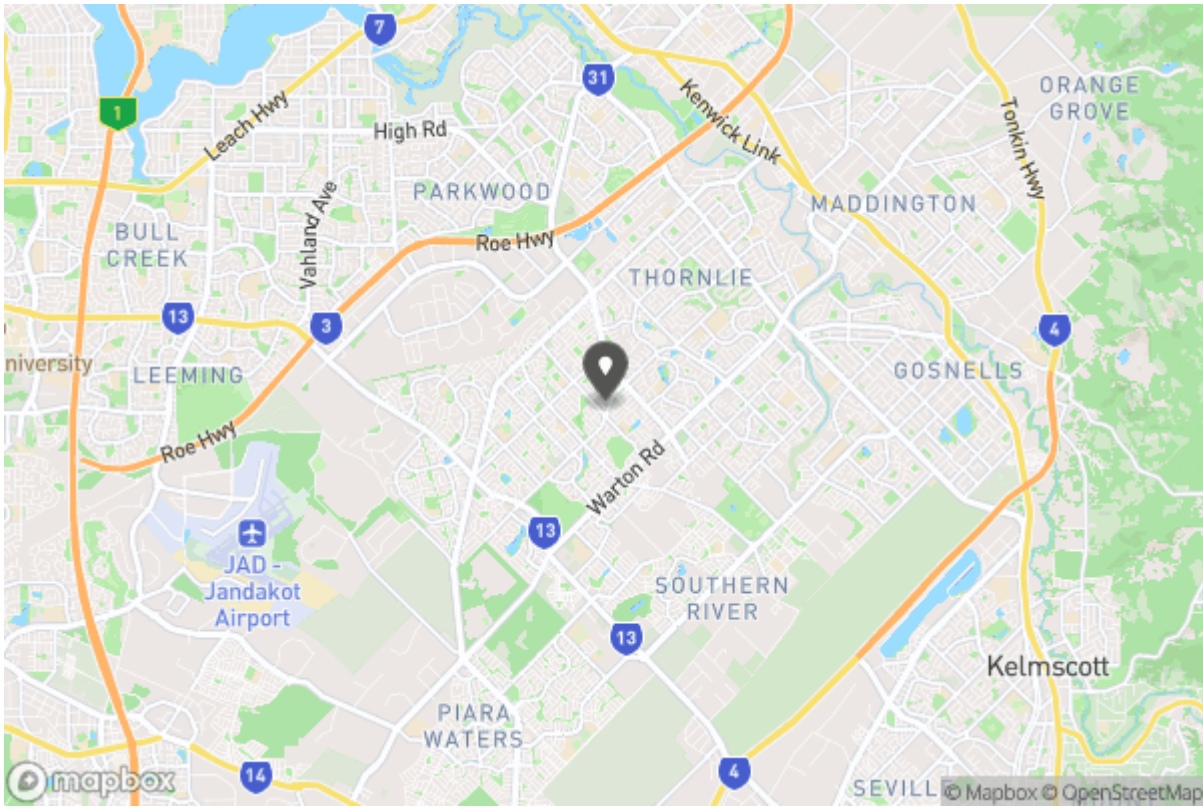 7
31
ORANGE
GROVE
1
Leach Hwy
Kenwick Link
Tonkin Hwy
High Rd
PARKWOOD
Vahland Ave
MADDINGTON
BULL
CREEK
Roe Hwy
THORNLIE
13
3
4
niversity
LEEMING
GOSNELLS
Roe Hwy
Warton Rd
13
JAD -
Jandakot
Airport
SOUTHERN
RIVER
13
Kelmscott
PIARA
WATERS
14
4
SEVILL
mapbox
© Mapbox © OpenStreetMap